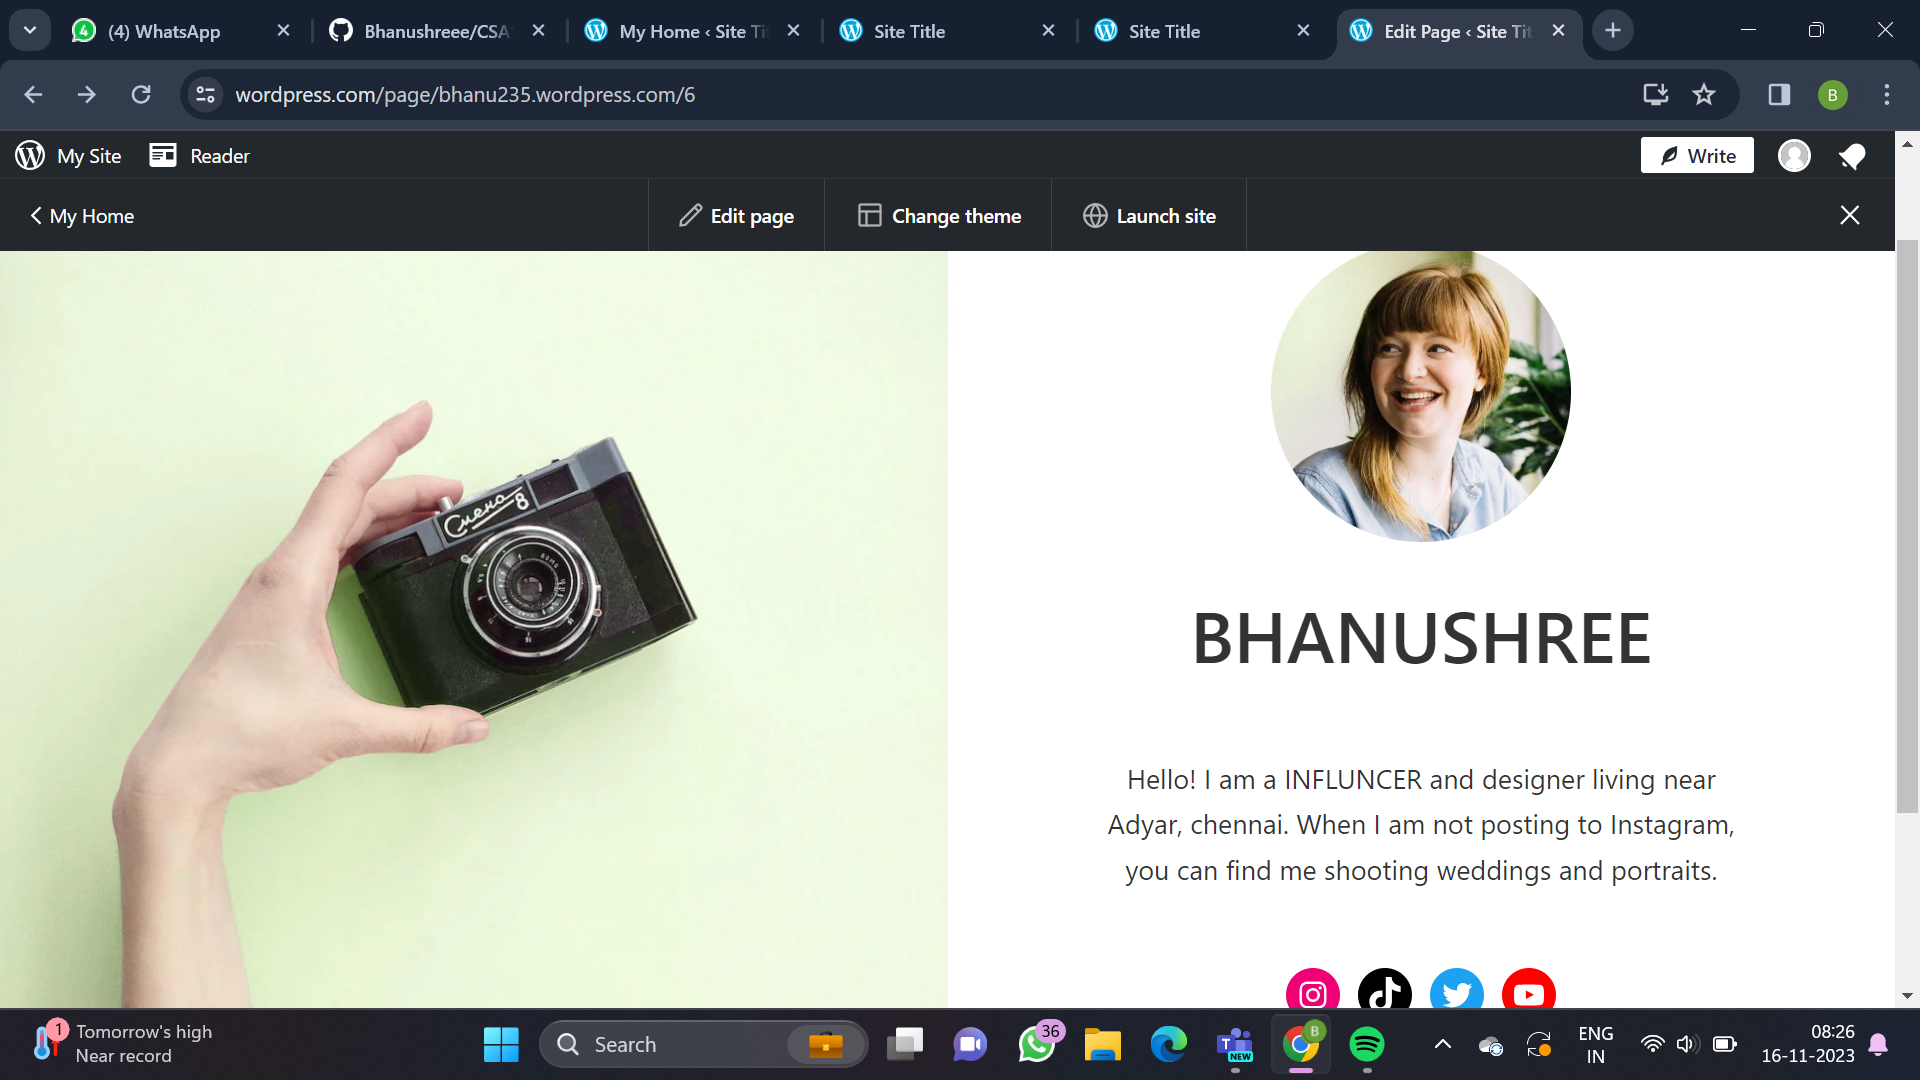 (4) WhatsApp
Bhanushreee/CSA
My Home ‹ Site Ti
Site Title
Site Title
Edit Page ‹ Site Tit
wordpress.com/page/bhanu235.wordpress.com/6
B
My Site
Reader
Write
My Home
Edit page
Change theme
Launch site
Смена 8
BHANUSHREE
Hello! I am a INFLUNCER and designer living near
Adyar, chennai. When I am not posting to Instagram,
you can find me shooting weddings and portraits.
1
Tomorrow's high
Near record
Search
36
NEW
B
ENG
IN
08:26
16-11-2023